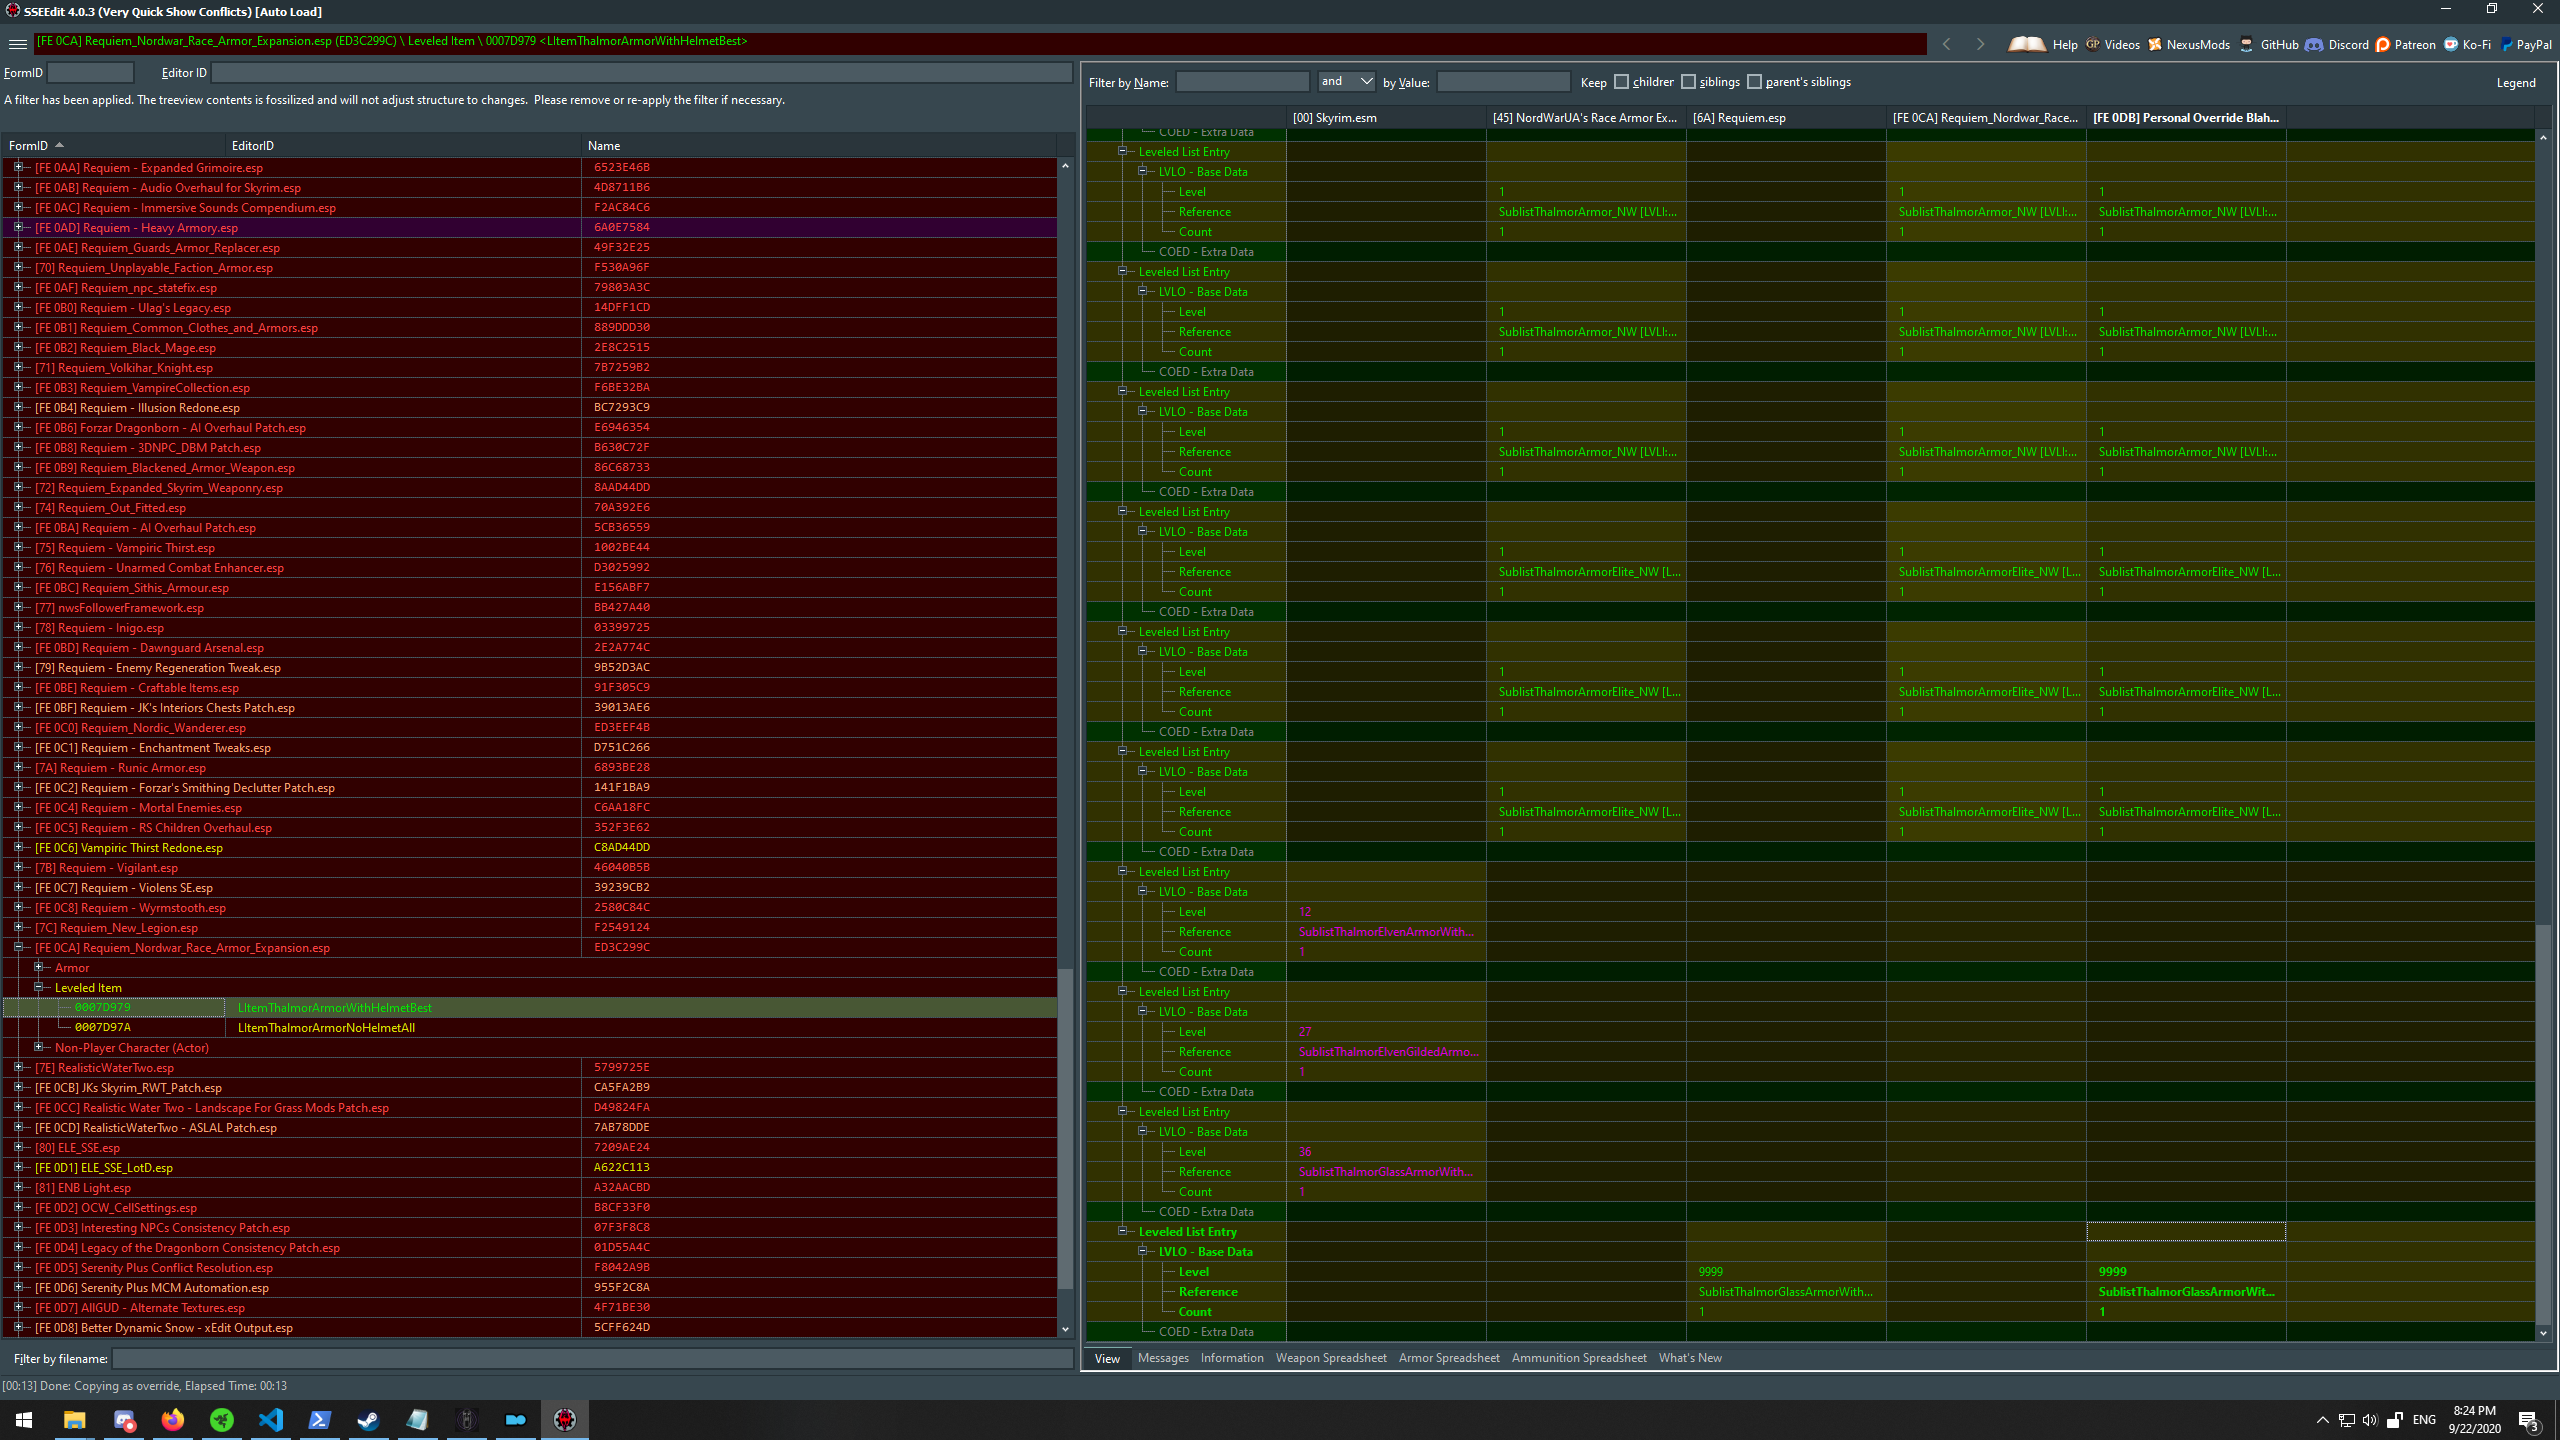 SSEEdit 4.0.3 (Very Quick Show Conflicts) [Auto Load]
[FE 0CA] Requiem_Nordwar_Race_Armor_Expansion.esp (ED3C299C) \ Leveled Item \ 0007D979 <LItemThalmorArmorWithHelmetBest>
Help Videos NexusMods GitHub Discord Patreon Ko-Fi PayPal
FormID Editor ID
A filter has been applied. The treeview contents is fossilized and will not adjust structure to changes. Please remove or re-apply the filter if necessary.
FormID EditorID Name
[FE 0AA] Requiem - Expanded Grimoire.esp 6523E46B
[FE 0AB] Requiem - Audio Overhaul for Skyrim.esp 4D8711B6
[FE 0AC] Requiem - Immersive Sounds Compendium.esp F2AC84C6
[FE 0AD] Requiem - Heavy Armory.esp 6A0E7584
[FE 0AE] Requiem_Guards_Armor_Replacer.esp 49F32E25
[70] Requiem_Unplayable_Faction_Armor.esp F530A96F
[FE 0AF] Requiem_npc_statefix.esp 79803A3C
[FE 0B0] Requiem - Ulag's Legacy.esp 14DFF1CD
[FE 0B1] Requiem_Common_Clothes_and_Armors.esp 889DDD30
[FE 0B2] Requiem_Black_Mage.esp 2E8C2515
[71] Requiem_Volkihar_Knight.esp 7B7259B2
[FE 0B3] Requiem_VampireCollection.esp F6BE32BA
[FE 0B4] Requiem - Illusion Redone.esp BC7293C9
[FE 0B6] Forzar Dragonborn - AI Overhaul Patch.esp E6946354
[FE 0B8] Requiem - 3DNPC_DBM Patch.esp B630C72F
[FE 0B9] Requiem_Blackened_Armor_Weapon.esp 86C68733
[72] Requiem_Expanded_Skyrim_Weaponry.esp 8AAD44DD
[74] Requiem_Out_Fitted.esp 70A392E6
[FE 0BA] Requiem - AI Overhaul Patch.esp 5CB36559
[75] Requiem - Vampiric Thirst.esp 1002BE44
[76] Requiem - Unarmed Combat Enhancer.esp D3025992
[FE 0BC] Requiem_Sithis_Armour.esp E156ABF7
[77] nwsFollowerFramework.esp BB427A40
[78] Requiem - Inigo.esp 03399725
[FE 0BD] Requiem - Dawnguard Arsenal.esp 2E2A774C
[79] Requiem - Enemy Regeneration Tweak.esp 9B52D3AC
[FE 0BE] Requiem - Craftable Items.esp 91F305C9
[FE 0BF] Requiem - JK's Interiors Chests Patch.esp 39013AE6
[FE 0C0] Requiem_Nordic_Wanderer.esp ED3EEF4B
[FE 0C1] Requiem - Enchantment Tweaks.esp D751C266
[7A] Requiem - Runic Armor.esp 6893BE28
[FE 0C2] Requiem - Forzar's Smithing Declutter Patch.esp 141F1BA9
[FE 0C4] Requiem - Mortal Enemies.esp C6AA18FC
[FE 0C5] Requiem - RS Children Overhaul.esp 352F3E62
[FE 0C6] Vampiric Thirst Redone.esp C8AD44DD
[7B] Requiem - Vigilant.esp 46040B5B
[FE 0C7] Requiem - Violens SE.esp 39239CB2
[FE 0C8] Requiem - Wyrmstooth.esp 2580C84C
[7C] Requiem_New_Legion.esp F2549124
[FE 0CA] Requiem_Nordwar_Race_Armor_Expansion.esp ED3C299C
Armor
Leveled Item
0007D979 LItemThalmorArmorWithHelmetBest
0007D97A LItemThalmorArmorNoHelmetAll
Non-Player Character (Actor)
[7E] RealisticWaterTwo.esp 5799725E
[FE 0CB] JKs Skyrim_RWT_Patch.esp CA5FA2B9
[FE 0CC] Realistic Water Two - Landscape For Grass Mods Patch.esp D49824FA
[FE 0CD] RealisticWaterTwo - ASLAL Patch.esp 7AB78DDE
[80] ELE_SSE.esp 7209AE24
[FE 0D1] ELE_SSE_LotD.esp A622C113
[81] ENB Light.esp A32AACBD
[FE 0D2] OCW_CellSettings.esp B8CF33F0
[FE 0D3] Interesting NPCs Consistency Patch.esp 07F3F8C8
[FE 0D4] Legacy of the Dragonborn Consistency Patch.esp 01D55A4C
[FE 0D5] Serenity Plus Conflict Resolution.esp F8042A9B
[FE 0D6] Serenity Plus MCM Automation.esp 955F2C8A
[FE 0D7] AllGUD - Alternate Textures.esp 4F71BE30
[FE 0D8] Better Dynamic Snow - xEdit Output.esp 5CFF624D
Filter by filename:
[00:13] Done: Copying as override, Elapsed Time: 00:13
Filter by Name: and by Value: Keep children siblings parent's siblings Legend
[00] Skyrim.esm [45] NordWarUA's Race Armor Ex... [6A] Requiem.esp [FE 0CA] Requiem_Nordwar_Race... [FE 0DB] Personal Override Blah...
COED - Extra Data
Leveled List Entry
LVLO - Base Data
Level 1 1 1
Reference SublistThalmorArmor_NW [LVLI:... SublistThalmorArmor_NW [LVLI:... SublistThalmorArmor_NW [LVLI:...
Count 1 1 1
COED - Extra Data
Leveled List Entry
LVLO - Base Data
Level 1 1 1
Reference SublistThalmorArmor_NW [LVLI:... SublistThalmorArmor_NW [LVLI:... SublistThalmorArmor_NW [LVLI:...
Count 1 1 1
COED - Extra Data
Leveled List Entry
LVLO - Base Data
Level 1 1 1
Reference SublistThalmorArmor_NW [LVLI:... SublistThalmorArmor_NW [LVLI:... SublistThalmorArmor_NW [LVLI:...
Count 1 1 1
COED - Extra Data
Leveled List Entry
LVLO - Base Data
Level 1 1 1
Reference SublistThalmorArmorElite_NW [L... SublistThalmorArmorElite_NW [L... SublistThalmorArmorElite_NW [L...
Count 1 1 1
COED - Extra Data
Leveled List Entry
LVLO - Base Data
Level 1 1 1
Reference SublistThalmorArmorElite_NW [L... SublistThalmorArmorElite_NW [L... SublistThalmorArmorElite_NW [L...
Count 1 1 1
COED - Extra Data
Leveled List Entry
LVLO - Base Data
Level 1 1 1
Reference SublistThalmorArmorElite_NW [L... SublistThalmorArmorElite_NW [L... SublistThalmorArmorElite_NW [L...
Count 1 1 1
COED - Extra Data
Leveled List Entry
LVLO - Base Data
Level 12
Reference SublistThalmorElvenArmorWith...
Count 1
COED - Extra Data
Leveled List Entry
LVLO - Base Data
Level 27
Reference SublistThalmorElvenGildedArmo...
Count 1
COED - Extra Data
Leveled List Entry
LVLO - Base Data
Level 36
Reference SublistThalmorGlassArmorWith...
Count 1
COED - Extra Data
Leveled List Entry
LVLO - Base Data
Level 9999 9999
Reference SublistThalmorGlassArmorWith... SublistThalmorGlassArmorWit...
Count 1 1
COED - Extra Data
View Messages Information Weapon Spreadsheet Armor Spreadsheet Ammunition Spreadsheet What's New
ENG
8:24 PM
9/22/2020
3